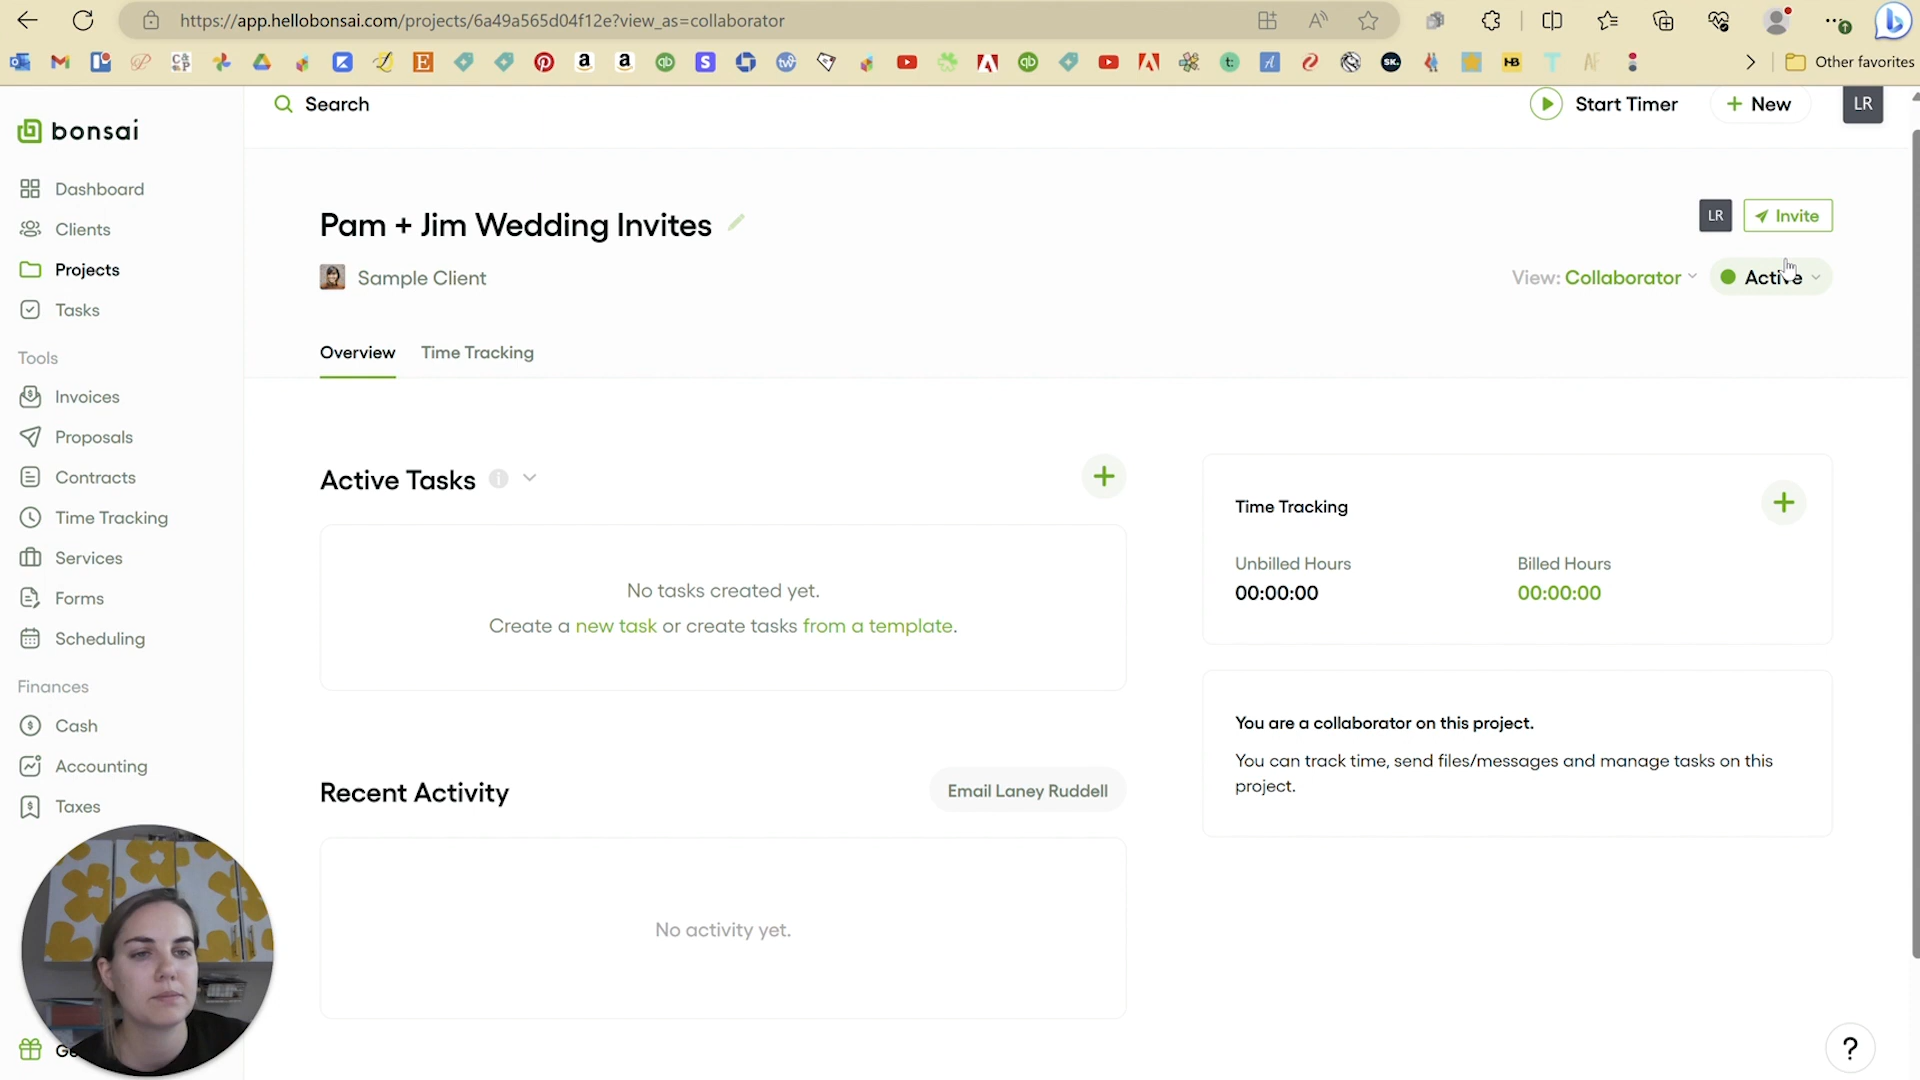 https://app.hellobonsai.com/projects/6a49a565d04f12e?view_as=collaborator
Other favorites
bonsai
Search
Start Timer
+ New
LR
Dashboard
Clients
Projects
Tasks
Tools
Invoices
Proposals
Contracts
Time Tracking
Services
Forms
Scheduling
Finances
Cash
Accounting
Taxes
Pam + Jim Wedding Invites
LR
Invite
Sample Client
View: Collaborator
Active
Overview
Time Tracking
Active Tasks
No tasks created yet.
Create a new task or create tasks from a template.
Time Tracking
Unbilled Hours
Billed Hours
00:00:00
00:00:00
You are a collaborator on this project.
You can track time, send files/messages and manage tasks on this
project.
Recent Activity
Email Laney Ruddell
No activity yet.
?